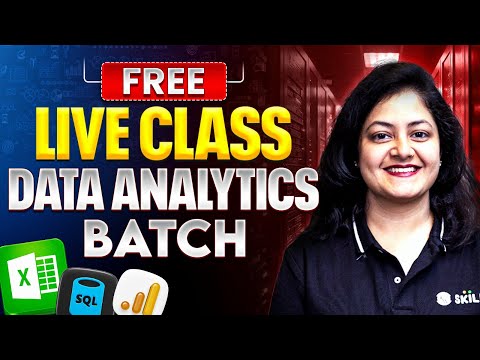 FREE
LIVE CLASS
DATA ANALYTICS
BATCH
X
SQL